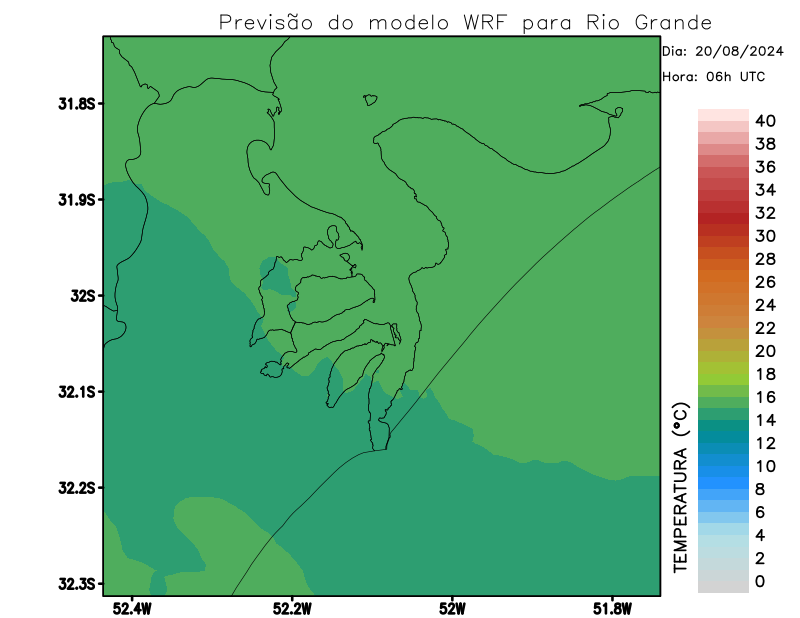 Previsão do modelo WRF para Rio Grande
Dia: 20/08/2024
Hora: 06h UTC
31.8S
31.9S
32S
32.1S
32.2S
32.3S
52.4W
52.2W
52W
51.8W
TEMPERATURA (°C)
40
38
36
34
32
30
28
26
24
22
20
18
16
14
12
10
8
6
4
2
0